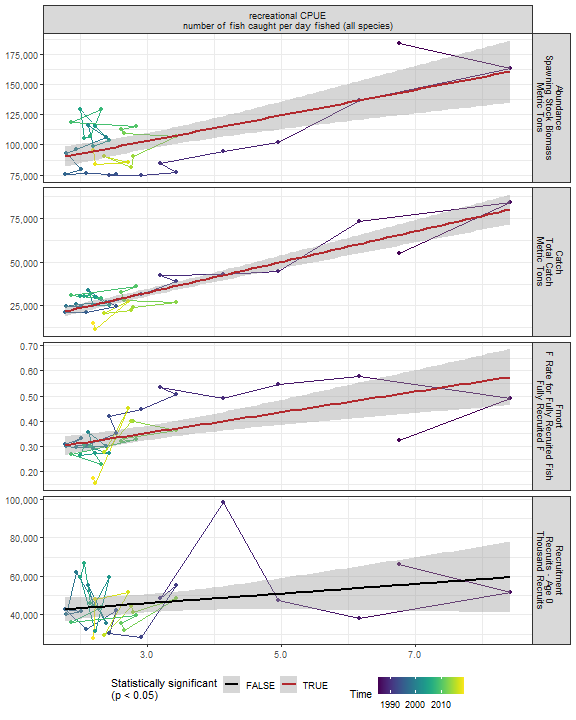 recreational CPUE
number of fish caught per day fished (all species)
175,000
150,000
125,000
100,000
75,000
Abundance
Spawning Stock Biomass
Metric Tons
75,000
50,000
25,000
Catch
Total Catch
Metric Tons
0.70
0.60
0.50
0.40
0.30
0.20
Fmort
F Rate for Fully Recruited Fish
Fully Recruited F
100,000
80,000
60,000
40,000
Recruitment
Recruits - Age 0
Thousand Recruits
3.0 5.0 7.0
Statistically significant
(p < 0.05)
FALSE TRUE
Time
1990 2000 2010